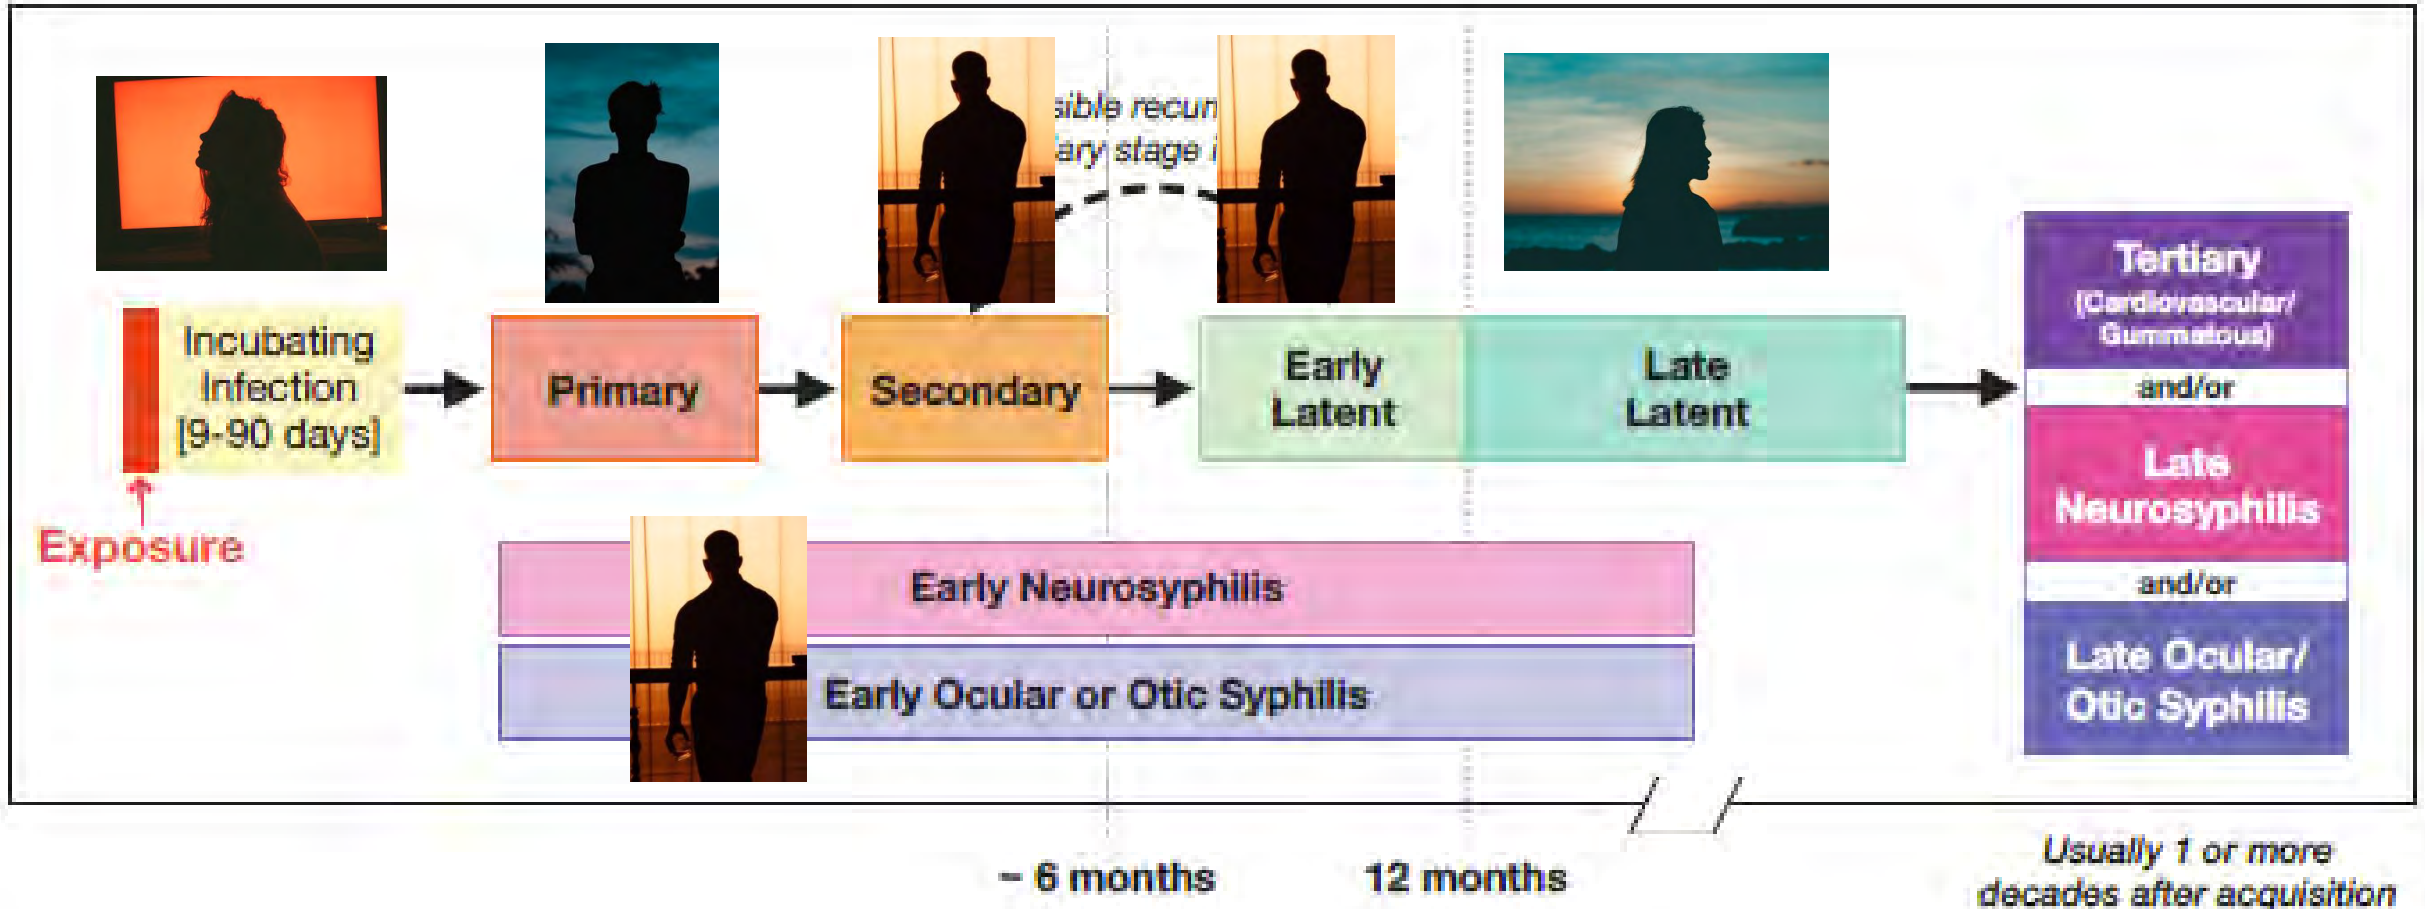 sible recur
ary stage
Incubating
Infection
[9-90 days]
Exposure
Primary
Secondary
Early
Latent
Late
Latent
Tertiary
(Cardiovascular/
Gummatous)
and/or
Late
Neurosyphilis
and/or
Late Ocular/
Otic Syphilis
Early Neurosyphilis
Early Ocular or Otic Syphilis
~ 6 months
12 months
Usually 1 or more
decades after acquisition